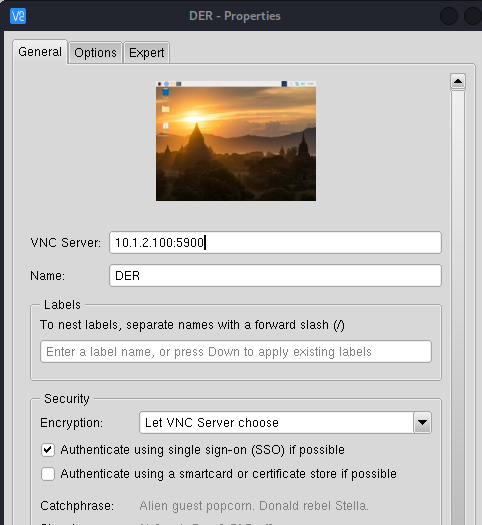 DER - Properties
General Options Expert
VNC Server: 10.1.2.100:5900
Name: DER
Labels
To nest labels, separate names with a forward slash (/)
Enter a label name, or press Down to apply existing labels
Security
Encryption: Let VNC Server choose
Authenticate using single sign-on (SSO) if possible
Authenticate using a smartcard or certificate store if possible
Catchphrase: Alien guest popcorn. Donald rebel Stella.